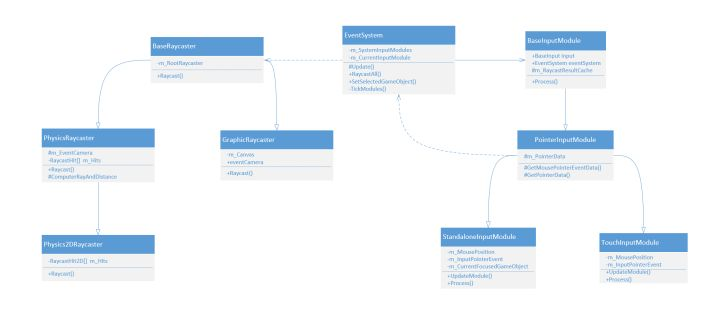 EventSystem
-m_SystemInputModules
-m_CurrentInputModule
#Update()
+RaycastAll()
+SetSelectedGameObject()
-TickModules()
BaseInputModule
+BaseInput Input
+EventSystem eventSystem
#m_RaycastResultCache
+Process()
BaseRaycaster
-m_RootRaycaster
+Raycast()
PhysicsRaycaster
#m_EventCamera
-RaycastHit[] m_Hits
+Raycast()
#ComputerRayAndDistance
GraphicRaycaster
-m_Canvas
+eventCamera
+Raycast()
PointerInputModule
#m_PointerData
#GetMousePointerEventData()
#GetPointerData()
Physics2DRaycaster
-RaycastHit2D[] m_Hits
+Raycast()
StandaloneInputModule
-m_MousePosition
-m_InputPointerEvent
-m_CurrentFocusedGameObject
+UpdateModule()
+Process()
TouchInputModule
-m_MousePosition
-m_InputPointerEvent
+UpdateModule()
+Process()